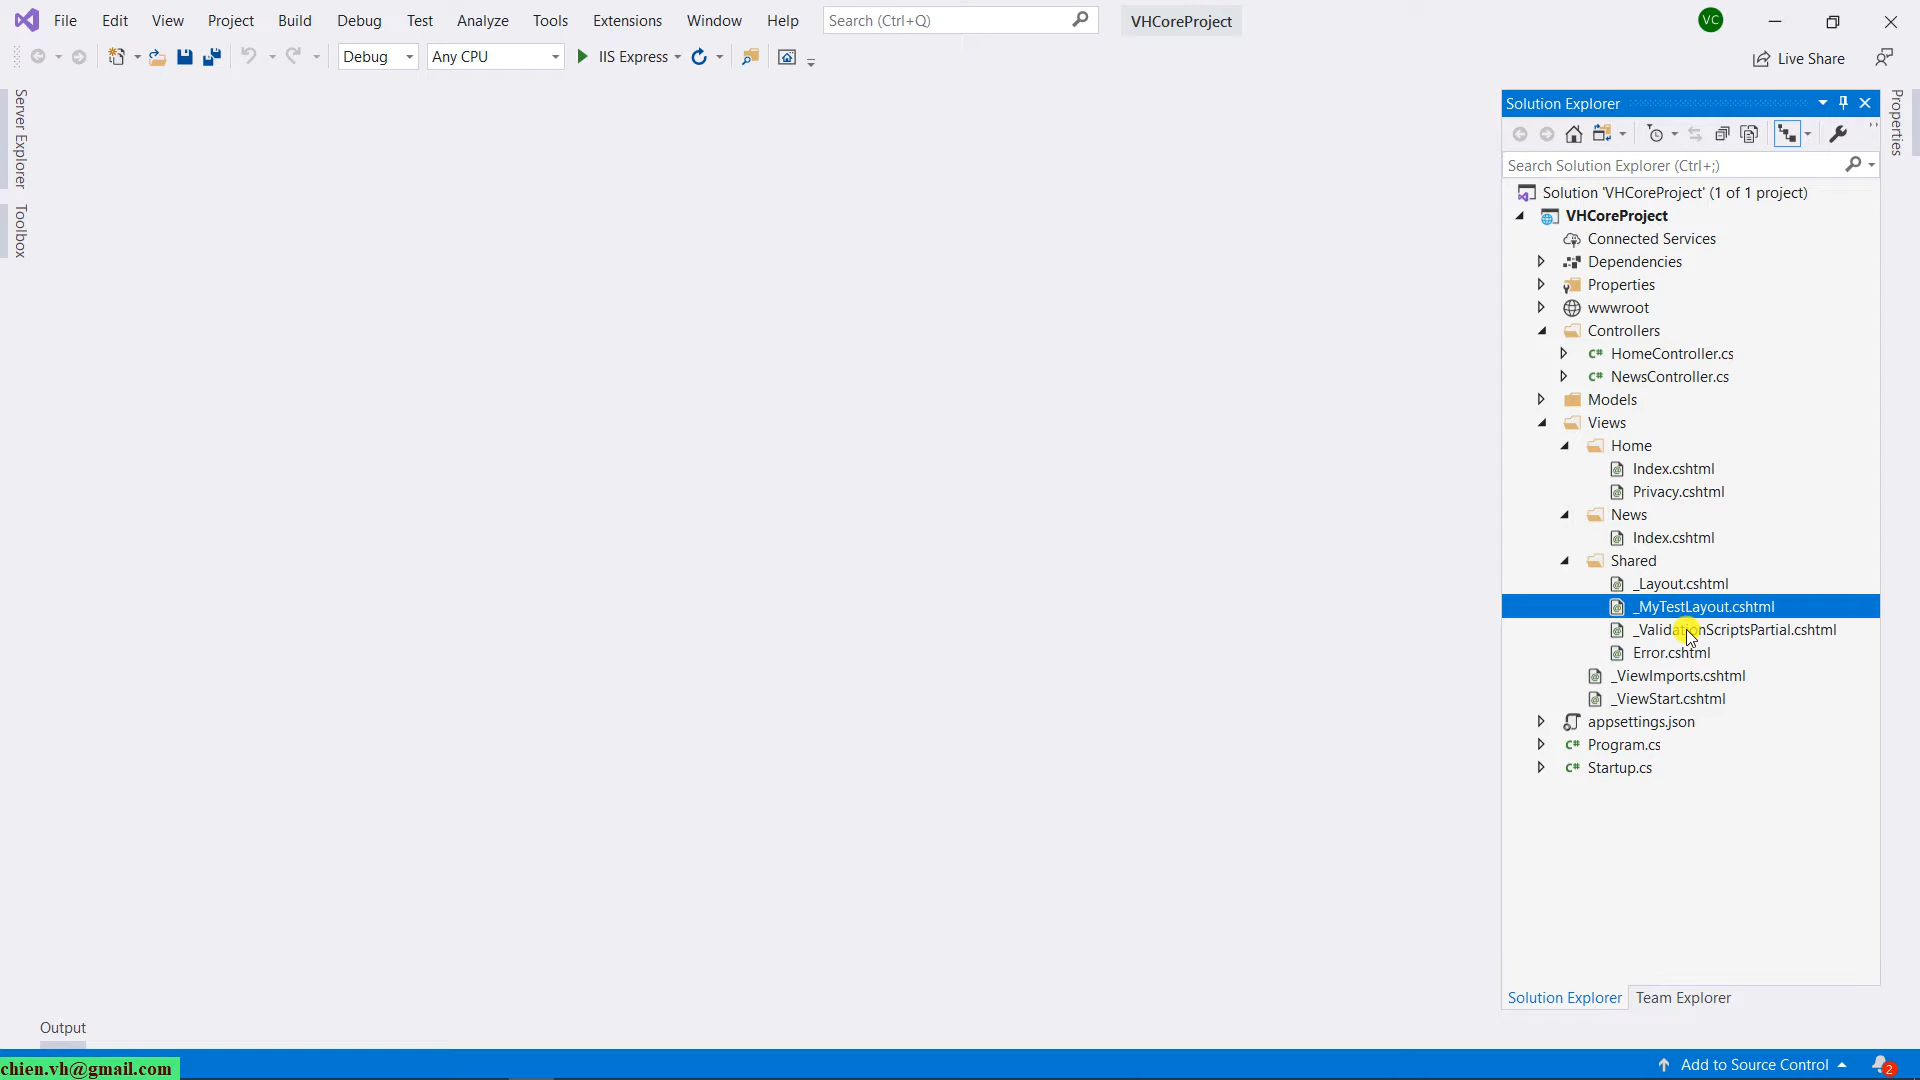 File Edit View Project Build Debug Test Analyze Tools Extensions Window Help Search (Ctrl+Q) VHCoreProject VC
Debug Any CPU IIS Express Live Share
Server Explorer
Toolbox
Solution Explorer
Properties
Search Solution Explorer (Ctrl+;)
Solution 'VHCoreProject' (1 of 1 project)
VHCoreProject
Connected Services
Dependencies
Properties
wwwroot
Controllers
C# HomeController.cs
C# NewsController.cs
Models
Views
Home
Index.cshtml
Privacy.cshtml
News
Index.cshtml
Shared
_Layout.cshtml
_MyTestLayout.cshtml
_ValidationScriptsPartial.cshtml
Error.cshtml
_ViewImports.cshtml
_ViewStart.cshtml
appsettings.json
C# Program.cs
C# Startup.cs
Solution Explorer Team Explorer
Output
chien.vh@gmail.com
Add to Source Control 2